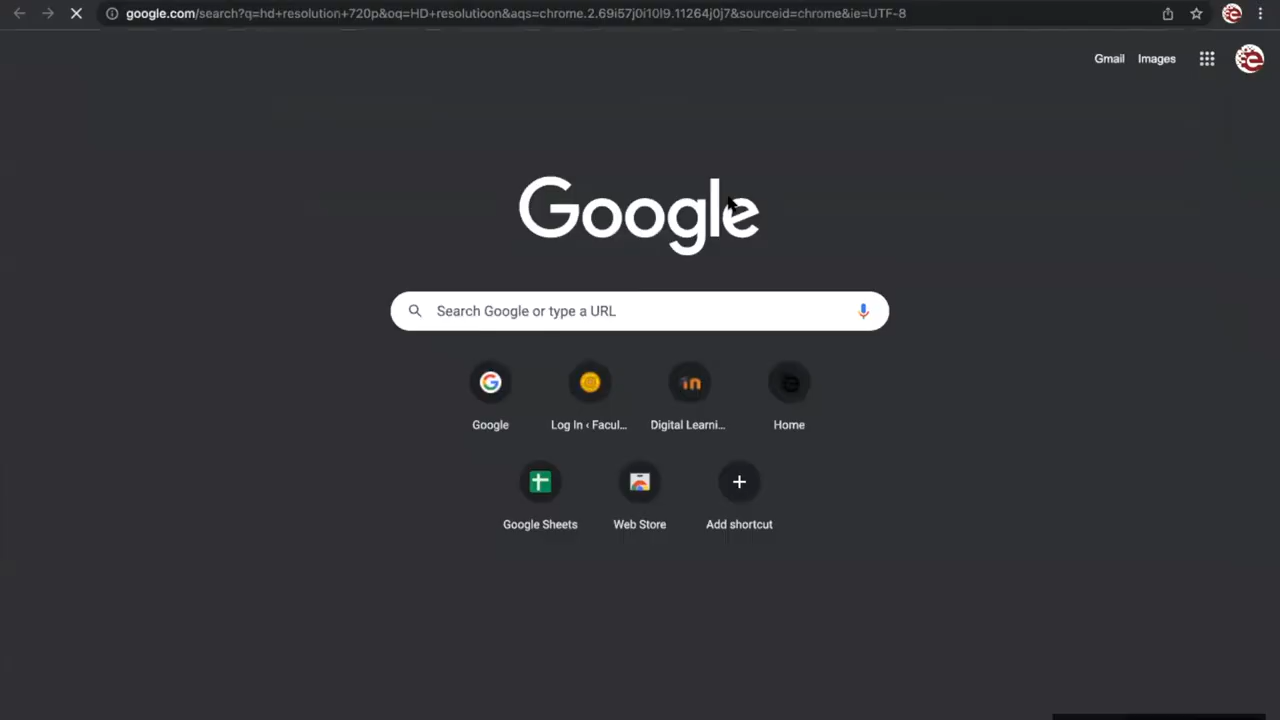 google.com/search?q=hd+resolution+720p&oq=HD+resolutioon&aqs=chrome.2.69i57j0i10l9.11264j0j7&sourceid=chrome&ie=UTF-8
Gmail Images
Google
Search Google or type a URL
Google Log In ‹ Facul... Digital Learni... Home
Google Sheets Web Store Add shortcut